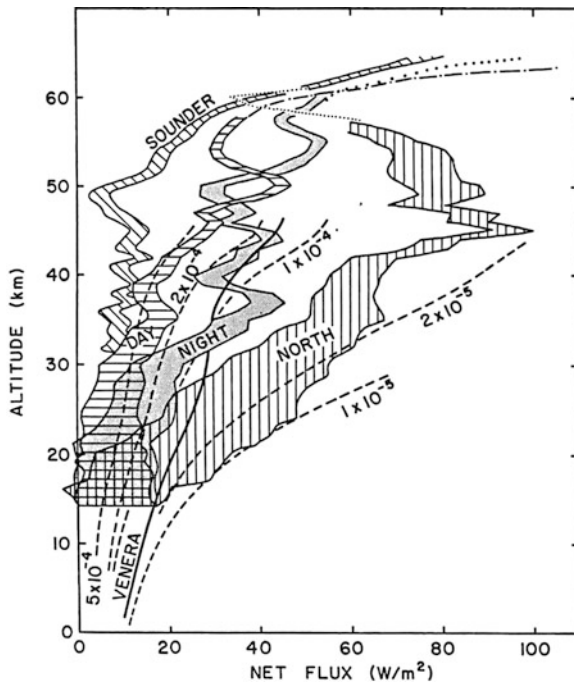 60
50
40
30
20
10
0
ALTITUDE (km)
SOUNDER
DAY
NIGHT
NORTH
VENERA
5x10⁻⁴
2x10⁻⁴
1x10⁻⁴
2x10⁻⁵
1x10⁻⁵
0 20 40 60 80 100
NET FLUX (W/m²)